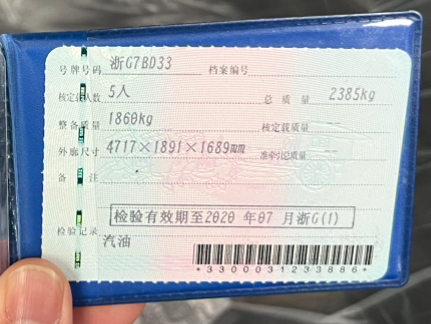 号牌号码 浙G7BD33 档案编号
核定载人数 5人 总质量 2385kg
整备质量 1860kg 核定载质量 --
外廓尺寸 4717×1891×1689mm 准牵引总质量 --
备注
检验有效期至2020年07月浙G(1)
检验记录
汽油
*3300031233886*